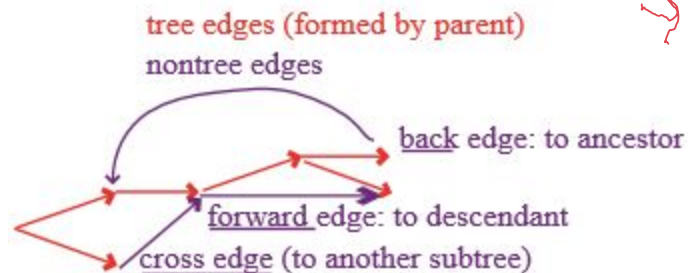 tree edges (formed by parent)
nontree edges
back edge: to ancestor
forward edge: to descendant
cross edge (to another subtree)